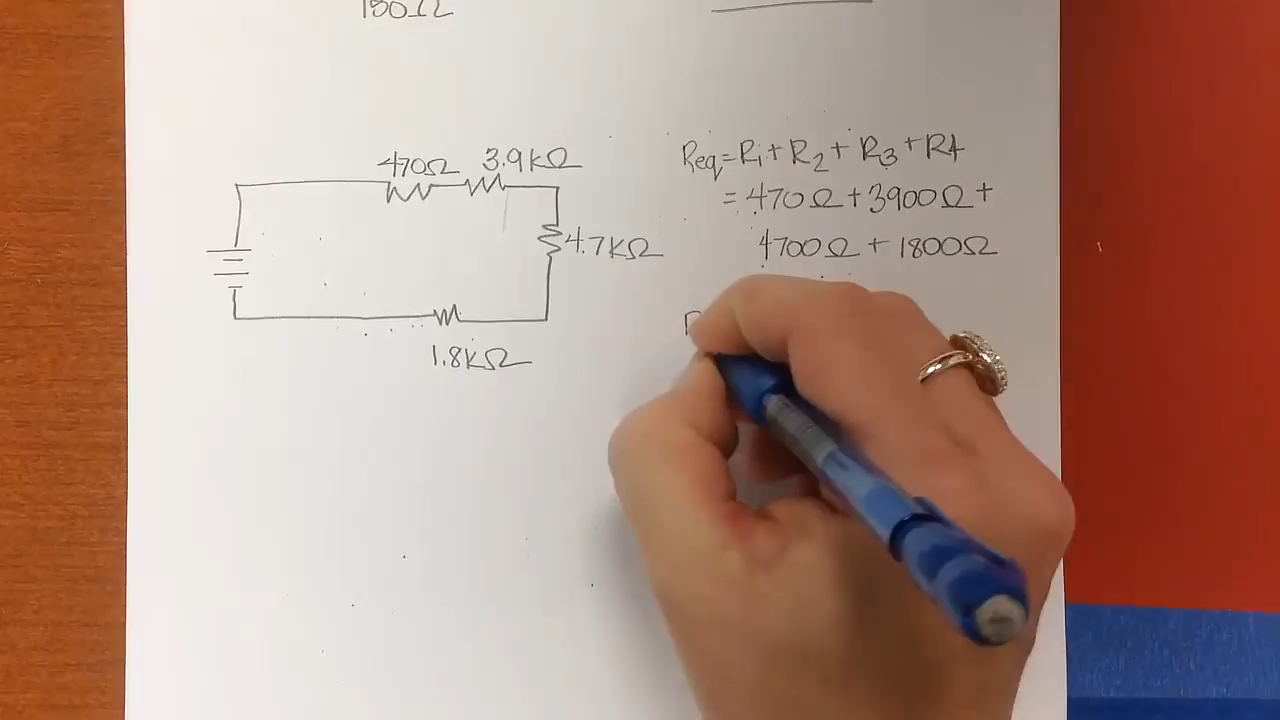 150Ω
470Ω 3.9kΩ
4.7kΩ
1.8kΩ
Req=R1+R2+R3+R4
=470Ω+3900Ω+
4700Ω+1800Ω